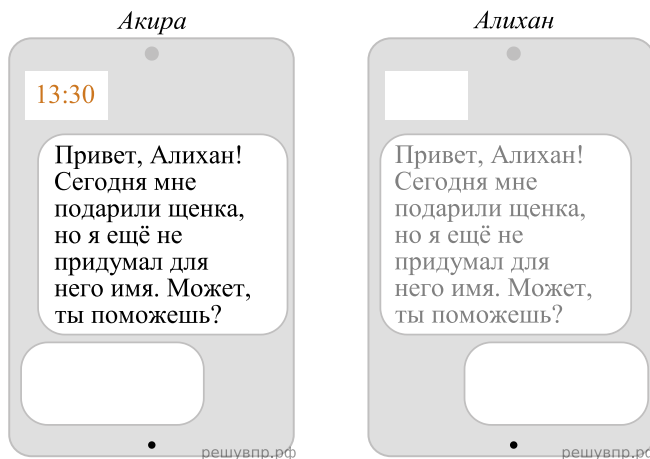 Акира
13:30
Привет, Алихан!
Сегодня мне
подарили щенка,
но я ещё не
придумал для
него имя. Может,
ты поможешь?
решувпр.рф
Алихан
Привет, Алихан!
Сегодня мне
подарили щенка,
но я ещё не
придумал для
него имя. Может,
ты поможешь?
решувпр.рф